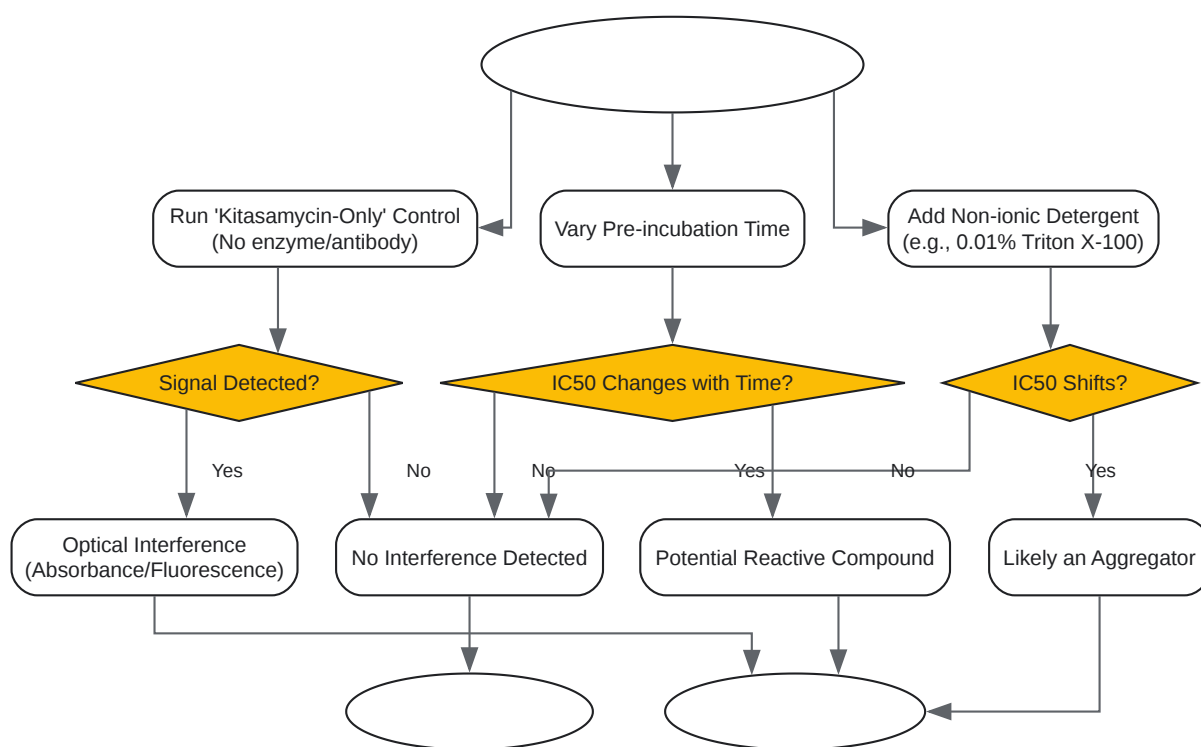 Run 'Kitasamycin-Only' Control
(No enzyme/antibody)
Vary Pre-incubation Time
Add Non-ionic Detergent
(e.g., 0.01% Triton X-100)
Signal Detected?
IC50 Changes with Time?
IC50 Shifts?
Yes
No
No
Yes
No
Yes
Optical Interference
(Absorbance/Fluorescence)
No Interference Detected
Potential Reactive Compound
Likely an Aggregator